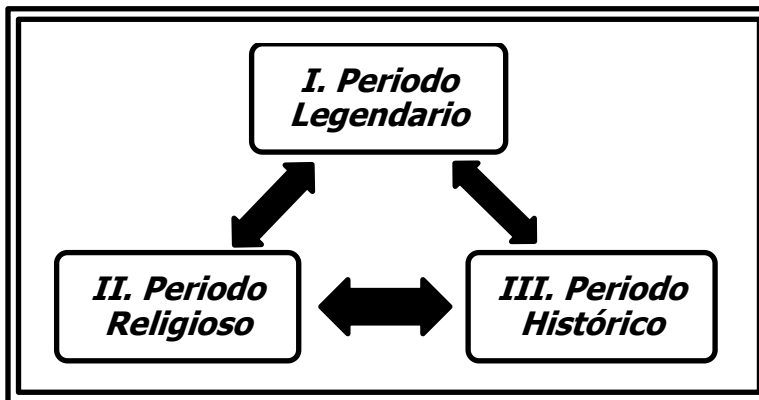 I. Periodo
Legendario
II. Periodo
Religioso
III. Periodo
Histórico